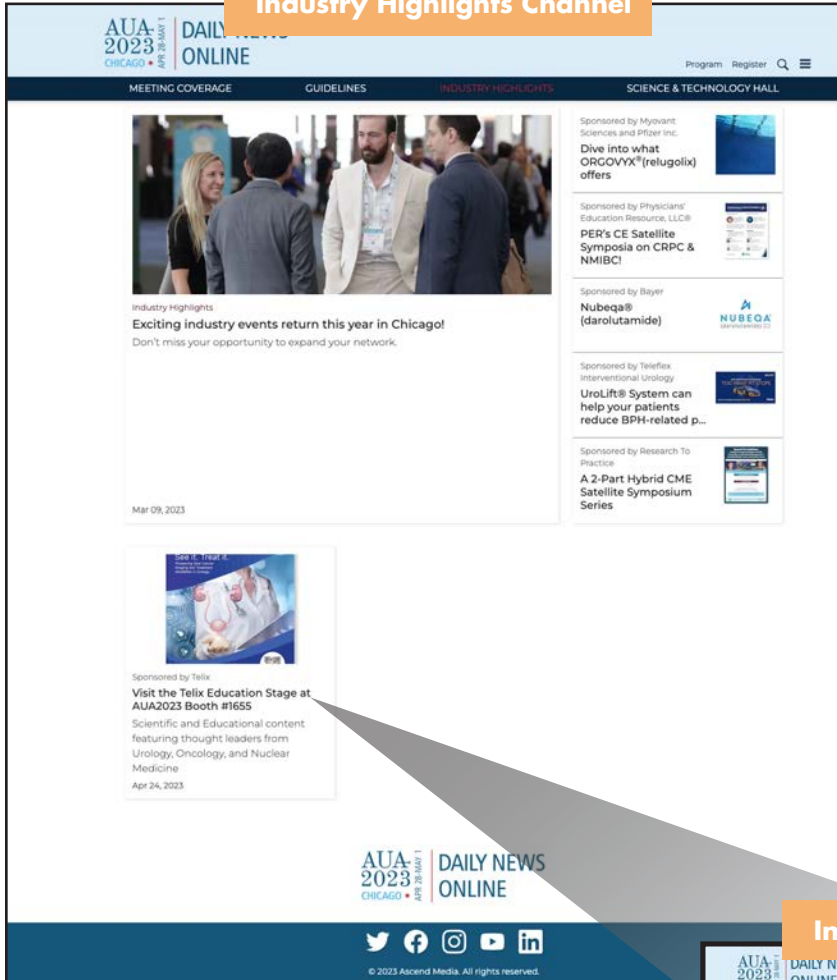 Industry Highlights Channel
AUA
2023
CHICAGO • APR 28-MAY 1
DAILY NEWS
ONLINE
Program Register
MEETING COVERAGE GUIDELINES INDUSTRY HIGHLIGHTS SCIENCE & TECHNOLOGY HALL
Industry Highlights
Exciting industry events return this year in Chicago!
Don't miss your opportunity to expand your network.
Mar 09, 2023
Sponsored by Myovant
Sciences and Pfizer Inc.
Dive into what
ORGOVYX®(relugolix)
offers
Sponsored by Physicians'
Education Resource, LLC®
PER's CE Satellite
Symposia on CRPC &
NMIBC!
Sponsored by Bayer
Nubeqa®
(darolutamide)
NUBEQA
Sponsored by Teleflex
Interventional Urology
UroLift® System can
help your patients
reduce BPH-related p...
Sponsored by Research To
Practice
A 2-Part Hybrid CME
Satellite Symposium
Series
See it. Treat it.
Sponsored by Telix
Visit the Telix Education Stage at
AUA2023 Booth #1655
Scientific and Educational content
featuring thought leaders from
Urology, Oncology, and Nuclear
Medicine
Apr 24, 2023
AUA
2023
CHICAGO • APR 28-MAY 1
DAILY NEWS
ONLINE
© 2023 Ascend Media. All rights reserved.
In
AUA
2023
DAILY N